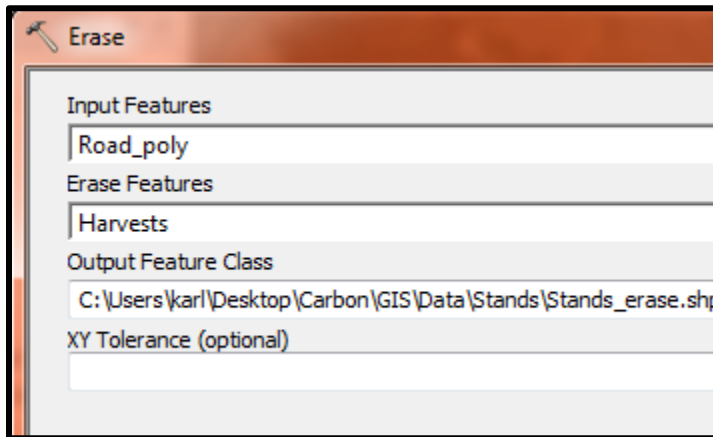 Erase
Input Features
Road_poly
Erase Features
Harvests
Output Feature Class
C:\Users\karl\Desktop\Carbon\GIS\Data\Stands\Stands_erase.shp
XY Tolerance (optional)